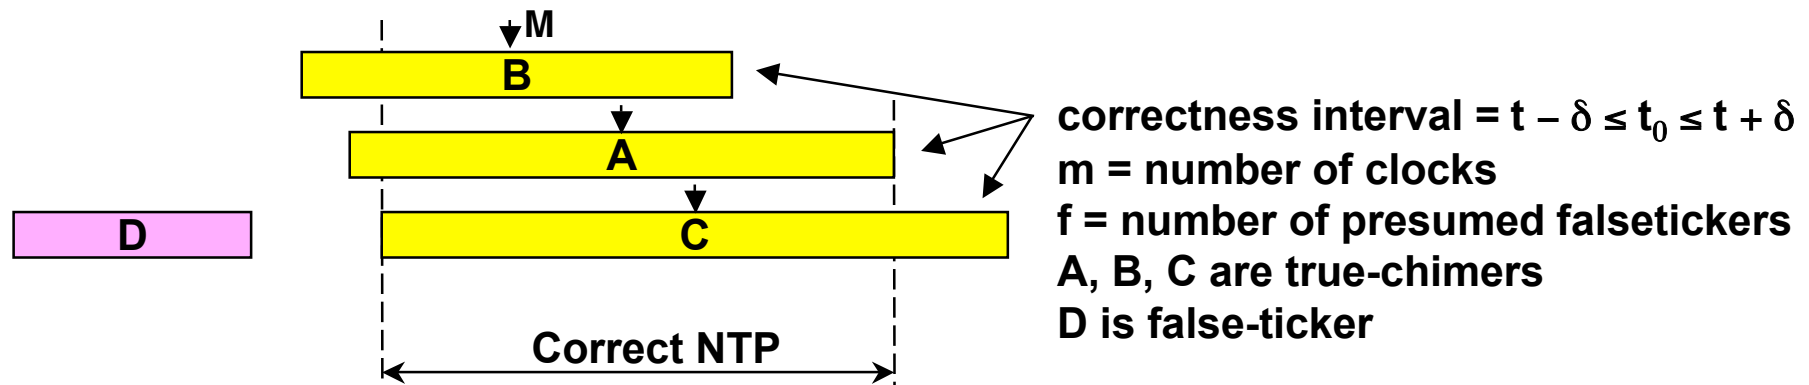 M
B
A
D
C
Correct NTP
correctness interval = t − δ ≤ t₀ ≤ t + δ
m = number of clocks
f = number of presumed falsetickers
A, B, C are true-chimers
D is false-ticker